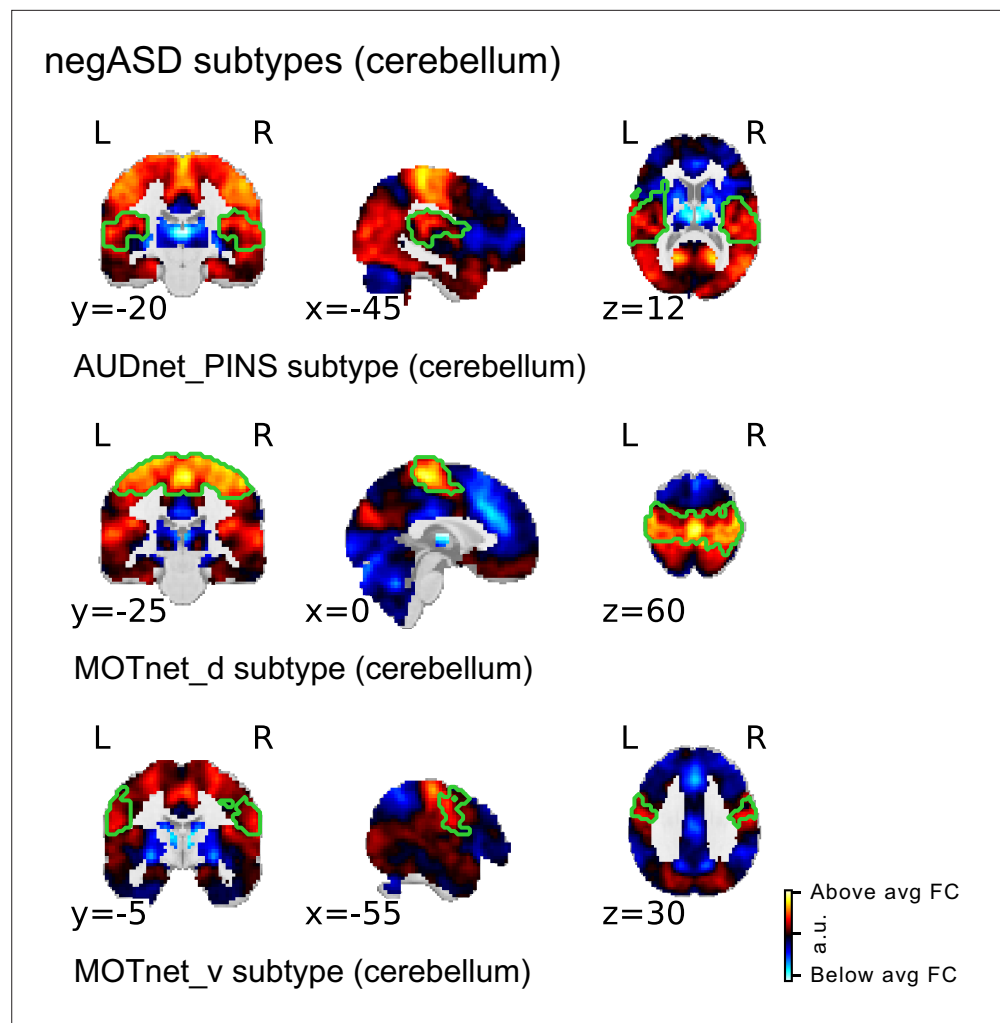 negASD subtypes (cerebellum)
L R L R
y=-20 x=-45 z=12
AUDnet_PINS subtype (cerebellum)
L R L R
y=-25 x=0 z=60
MOTnet_d subtype (cerebellum)
L R L R
y=-5 x=-55 z=30
Above avg FC
a.u.
Below avg FC
MOTnet_v subtype (cerebellum)